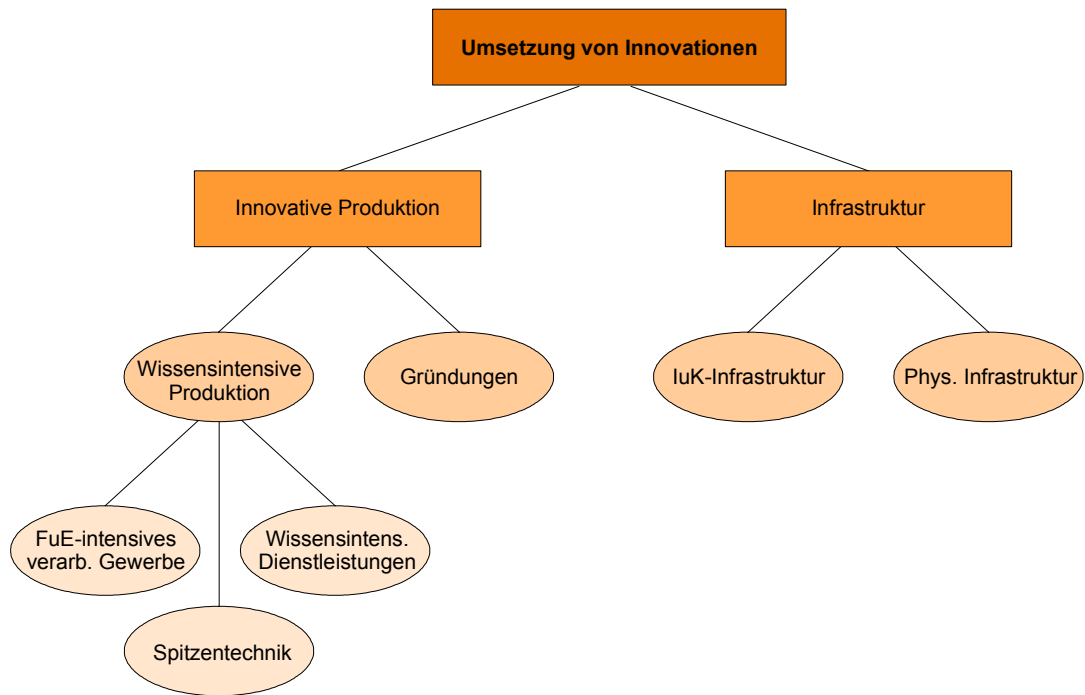 Umsetzung von Innovationen
Innovative Produktion
Infrastruktur
Wissensintensive
Produktion
Gründungen
IuK-Infrastruktur
Phys. Infrastruktur
FuE-intensives
verarb. Gewerbe
Wissensintens.
Dienstleistungen
Spitzentechnik